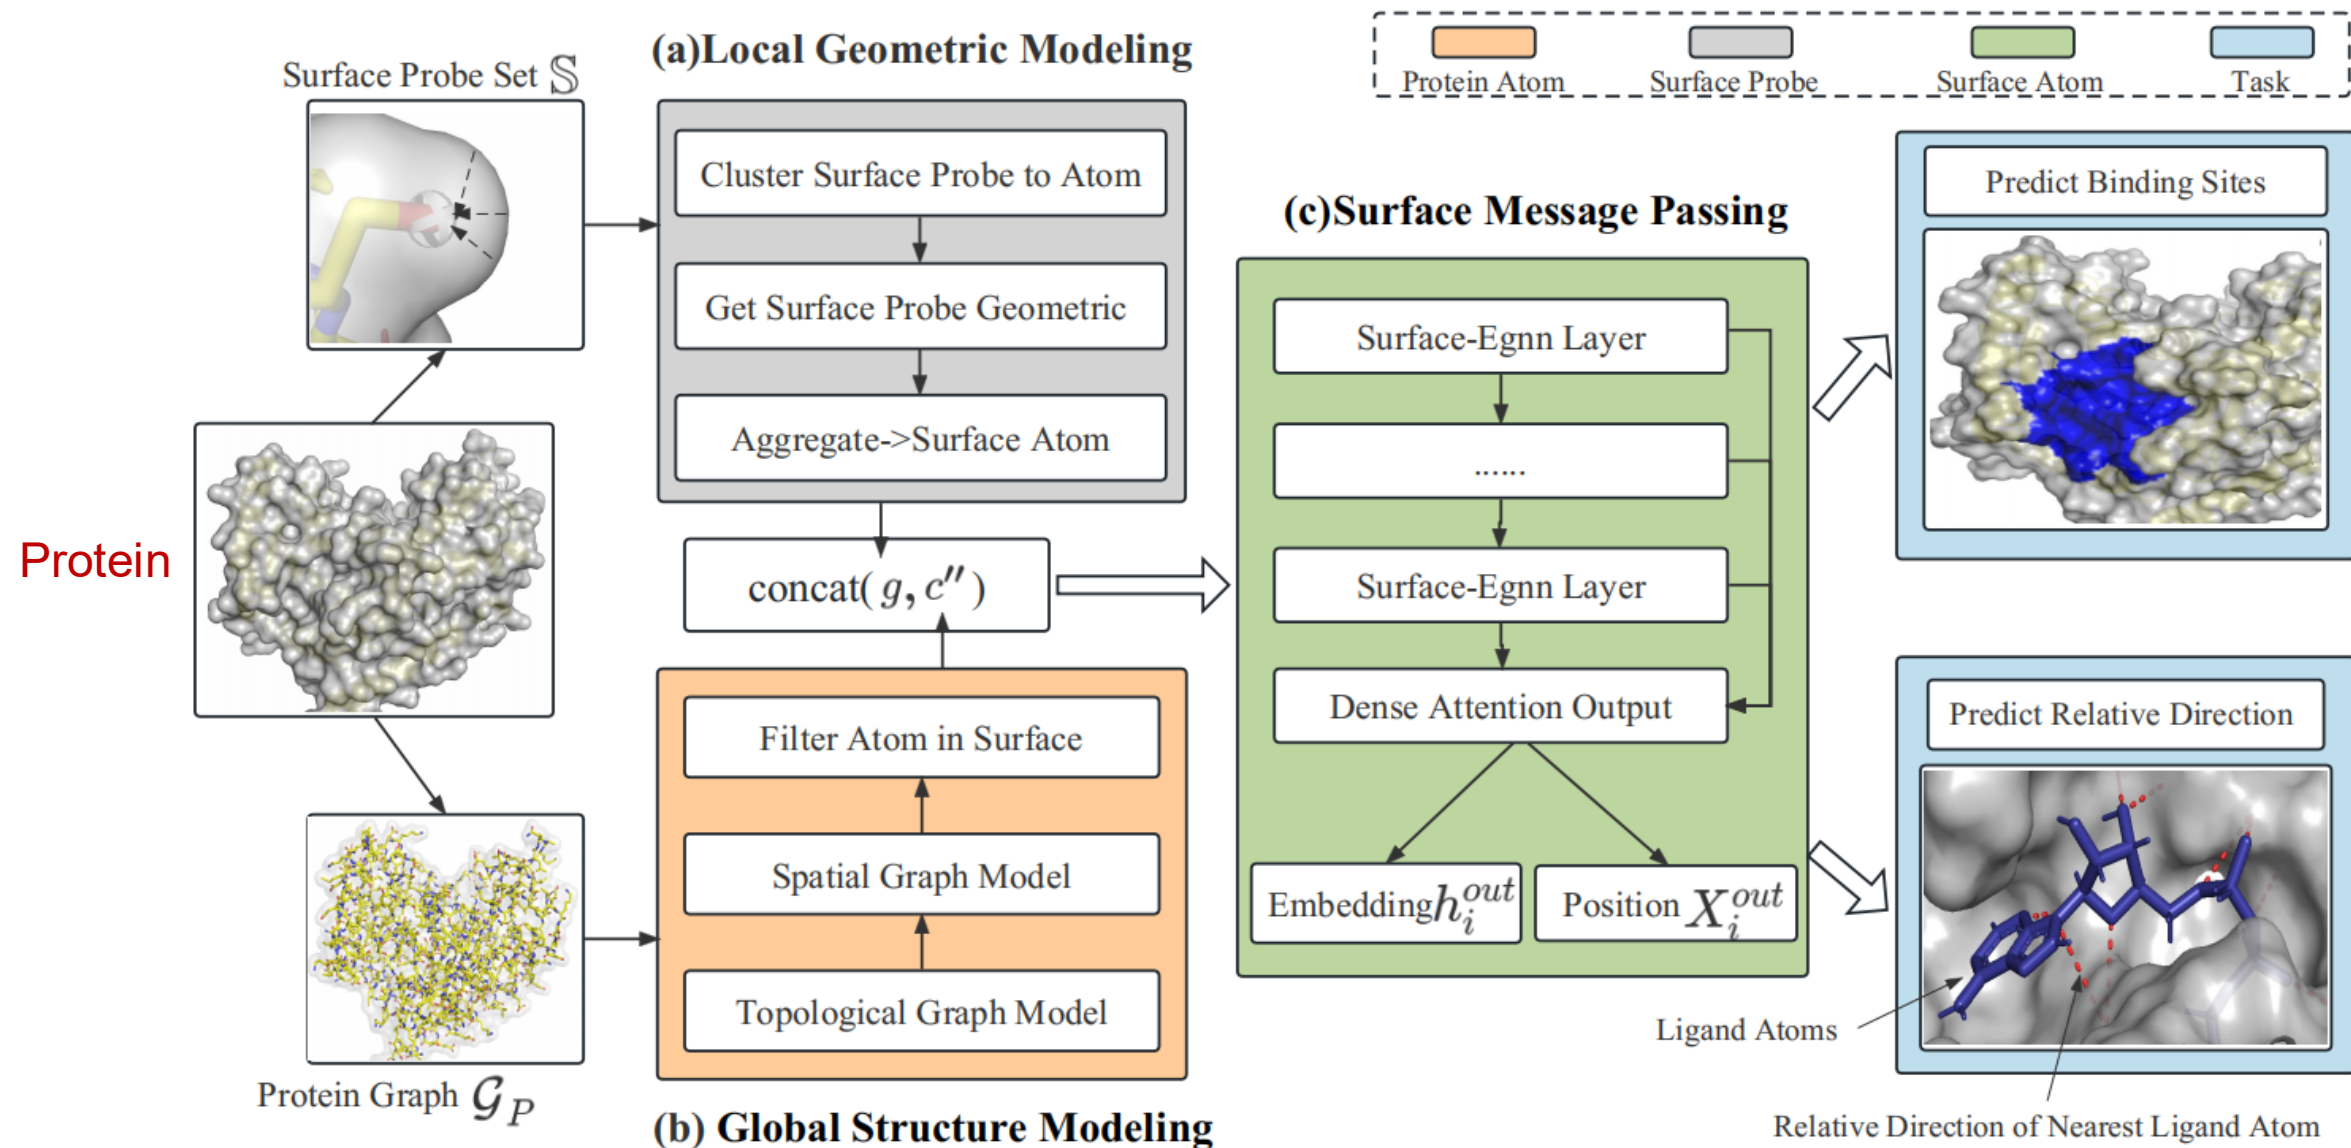 (a)Local Geometric Modeling
Surface Probe Set 𝕊
Protein Atom
Surface Probe
Surface Atom
Task
Cluster Surface Probe to Atom
Get Surface Probe Geometric
Aggregate->Surface Atom
Protein
concat( g, c″ )
Filter Atom in Surface
Spatial Graph Model
Topological Graph Model
Protein Graph 𝒢_P
(b) Global Structure Modeling
(c)Surface Message Passing
Surface-Egnn Layer
......
Surface-Egnn Layer
Dense Attention Output
Embedding h_i^{out}
Position X_i^{out}
Predict Binding Sites
Predict Relative Direction
Ligand Atoms
Relative Direction of Nearest Ligand Atom